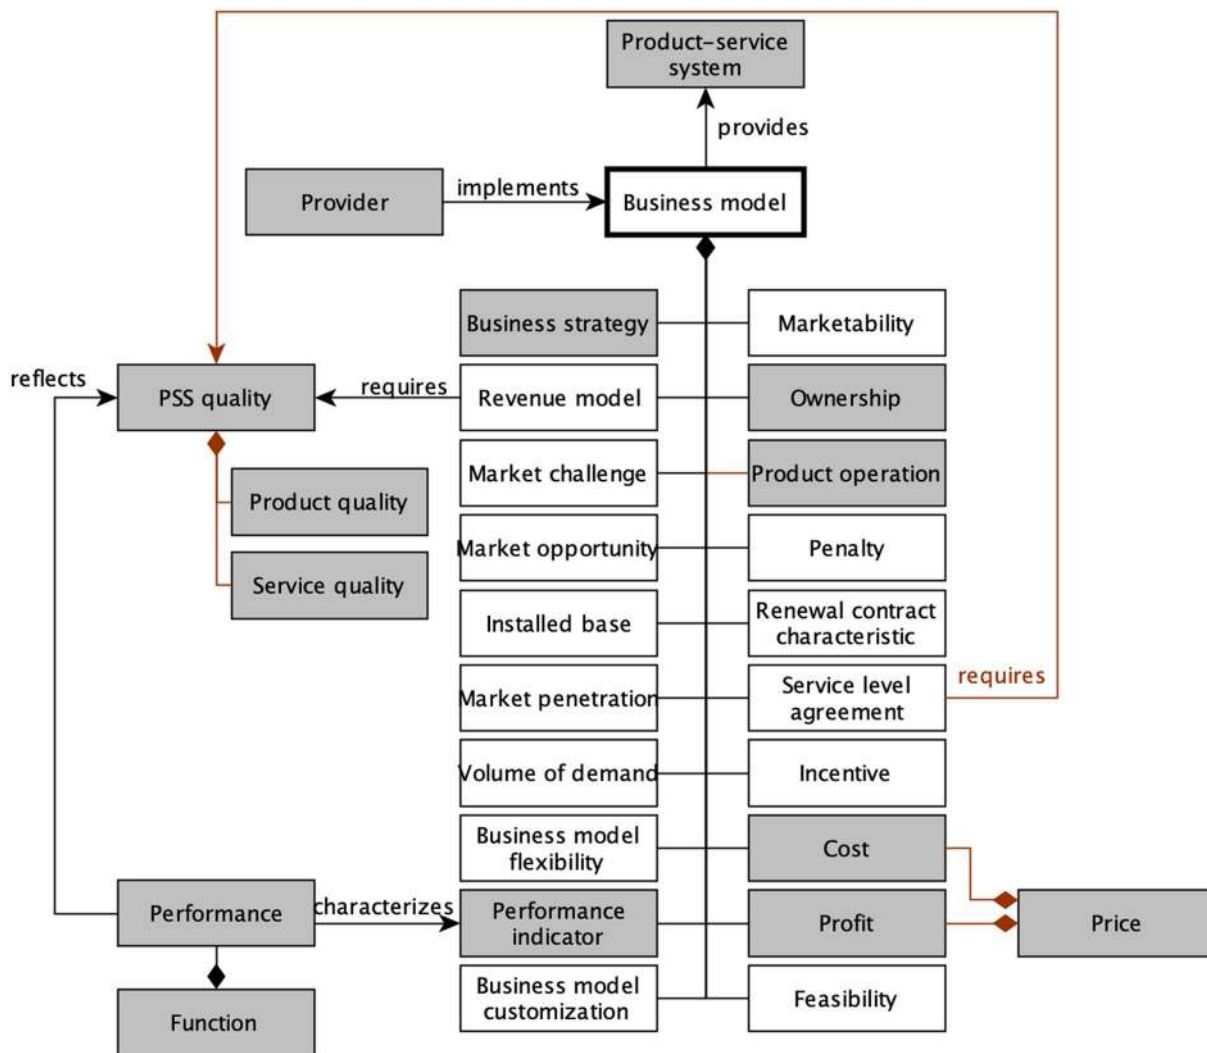 Product-service
system
provides
Provider
implements
Business model
Business strategy
Marketability
reflects
PSS quality
requires
Revenue model
Ownership
Market challenge
Product operation
Product quality
Market opportunity
Penalty
Service quality
Installed base
Renewal contract
characteristic
Market penetration
Service level
agreement
requires
Volume of demand
Incentive
Business model
flexibility
Cost
Performance
characterizes
Performance
indicator
Profit
Price
Business model
customization
Feasibility
Function